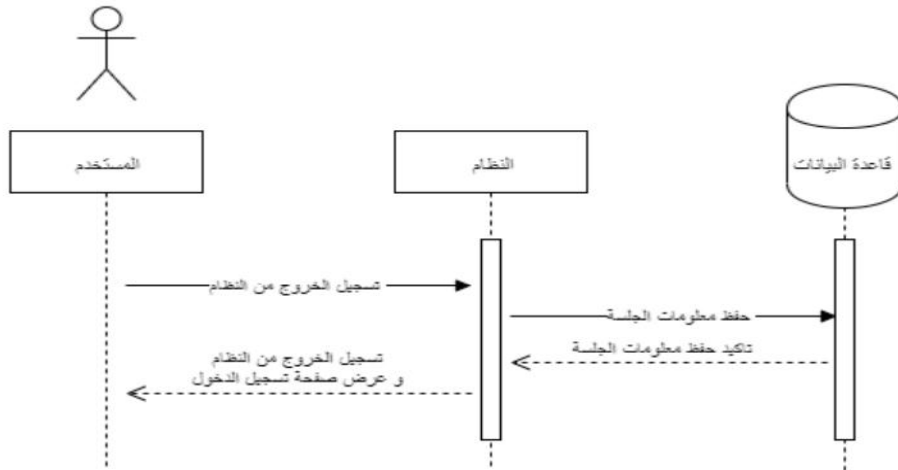 المستخدم
النظام
قاعدة البيانات
تسجيل الخروج من النظام
حفظ معلومات الجلسة
تاكيد حفظ معلومات الجلسة
تسجيل الخروج من النظام
و عرض صفحة تسجيل الدخول